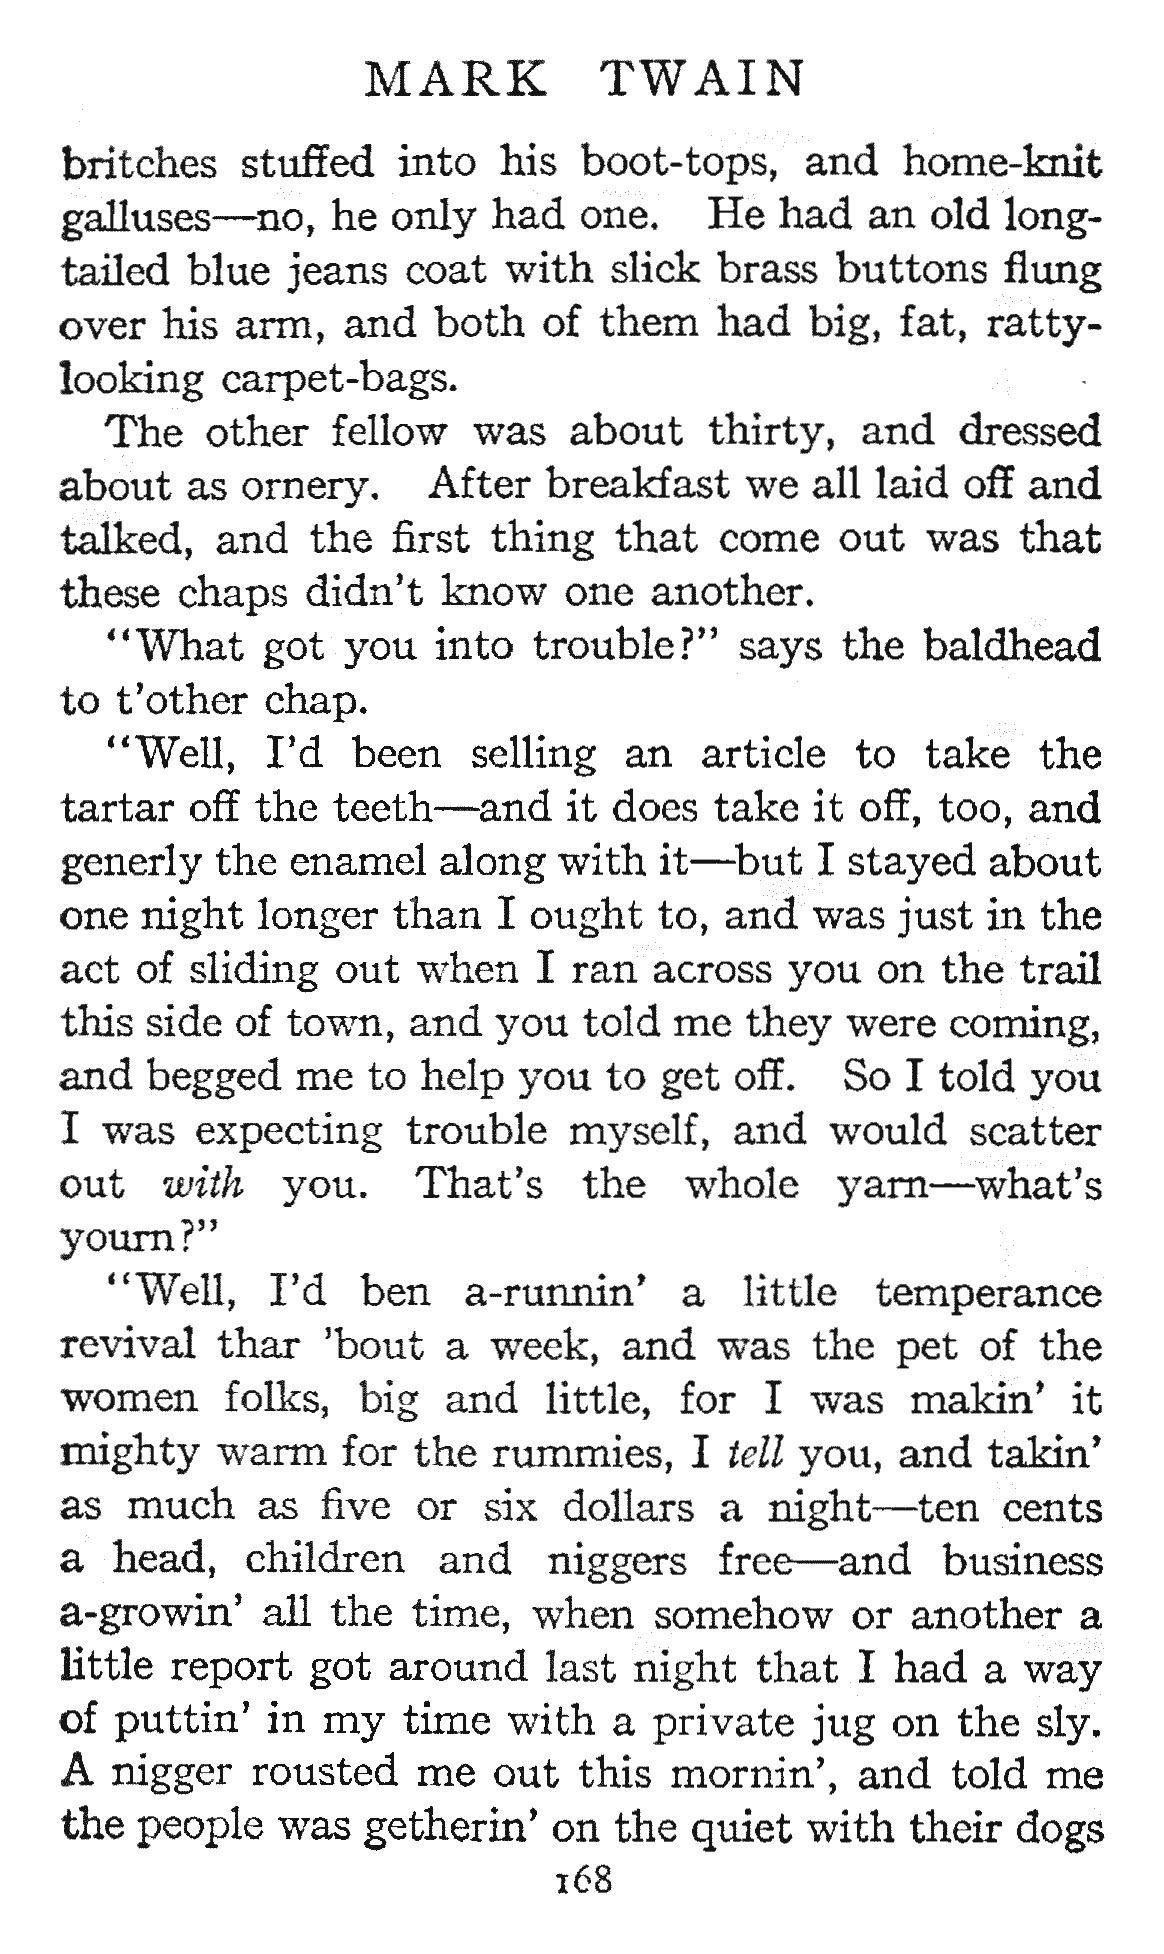 MARK TWAIN
britches stuffed into his boot-tops, and home-knit
galluses—no, he only had one. He had an old long-
tailed blue jeans coat with slick brass buttons flung
over his arm, and both of them had big, fat, ratty-
looking carpet-bags.
The other fellow was about thirty, and dressed
about as ornery. After breakfast we all laid off and
talked, and the first thing that come out was that
these chaps didn't know one another.
"What got you into trouble?" says the baldhead
to t'other chap.
"Well, I'd been selling an article to take the
tartar off the teeth—and it does take it off, too, and
generly the enamel along with it—but I stayed about
one night longer than I ought to, and was just in the
act of sliding out when I ran across you on the trail
this side of town, and you told me they were coming,
and begged me to help you to get off. So I told you
I was expecting trouble myself, and would scatter
out with you. That's the whole yarn—what's
yourn?"
"Well, I'd ben a-runnin' a little temperance
revival thar 'bout a week, and was the pet of the
women folks, big and little, for I was makin' it
mighty warm for the rummies, I tell you, and takin'
as much as five or six dollars a night—ten cents
a head, children and niggers free—and business
a-growin' all the time, when somehow or another a
little report got around last night that I had a way
of puttin' in my time with a private jug on the sly.
A nigger rousted me out this mornin', and told me
the people was getherin' on the quiet with their dogs
168